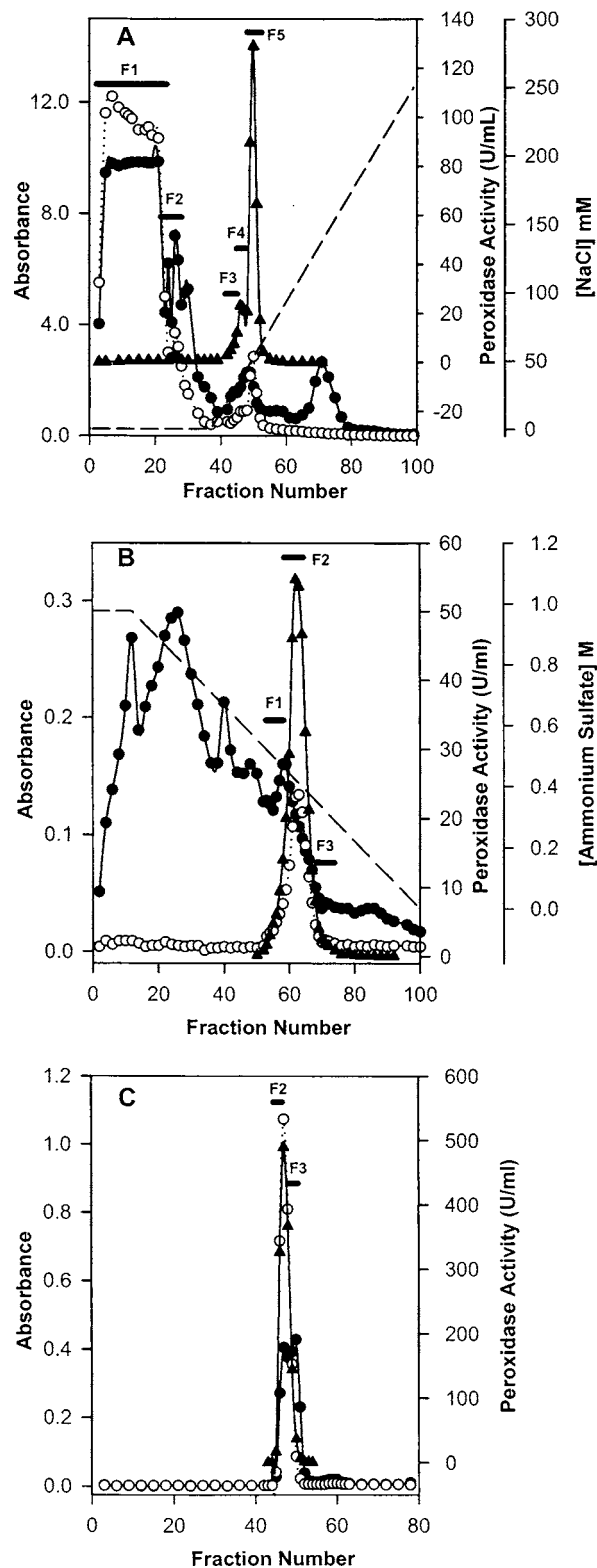 A
F1
F2
F3
F4
F5
12.0
8.0
4.0
0.0
Absorbance
140
120
100
80
60
40
20
0
-20
Peroxidase Activity (U/mL)
300
250
200
150
100
50
0
[NaCl] mM
0 20 40 60 80 100
Fraction Number
B
F1
F2
F3
0.3
0.2
0.1
0.0
Absorbance
60
50
40
30
20
10
0
Peroxidase Activity (U/ml)
1.2
1.0
0.8
0.6
0.4
0.2
0.0
[Ammonium Sulfate] M
0 20 40 60 80 100
Fraction Number
C
F2
F3
1.2
1.0
0.8
0.6
0.4
0.2
0.0
Absorbance
600
500
400
300
200
100
0
Peroxidase Activity (U/ml)
0 20 40 60 80
Fraction Number